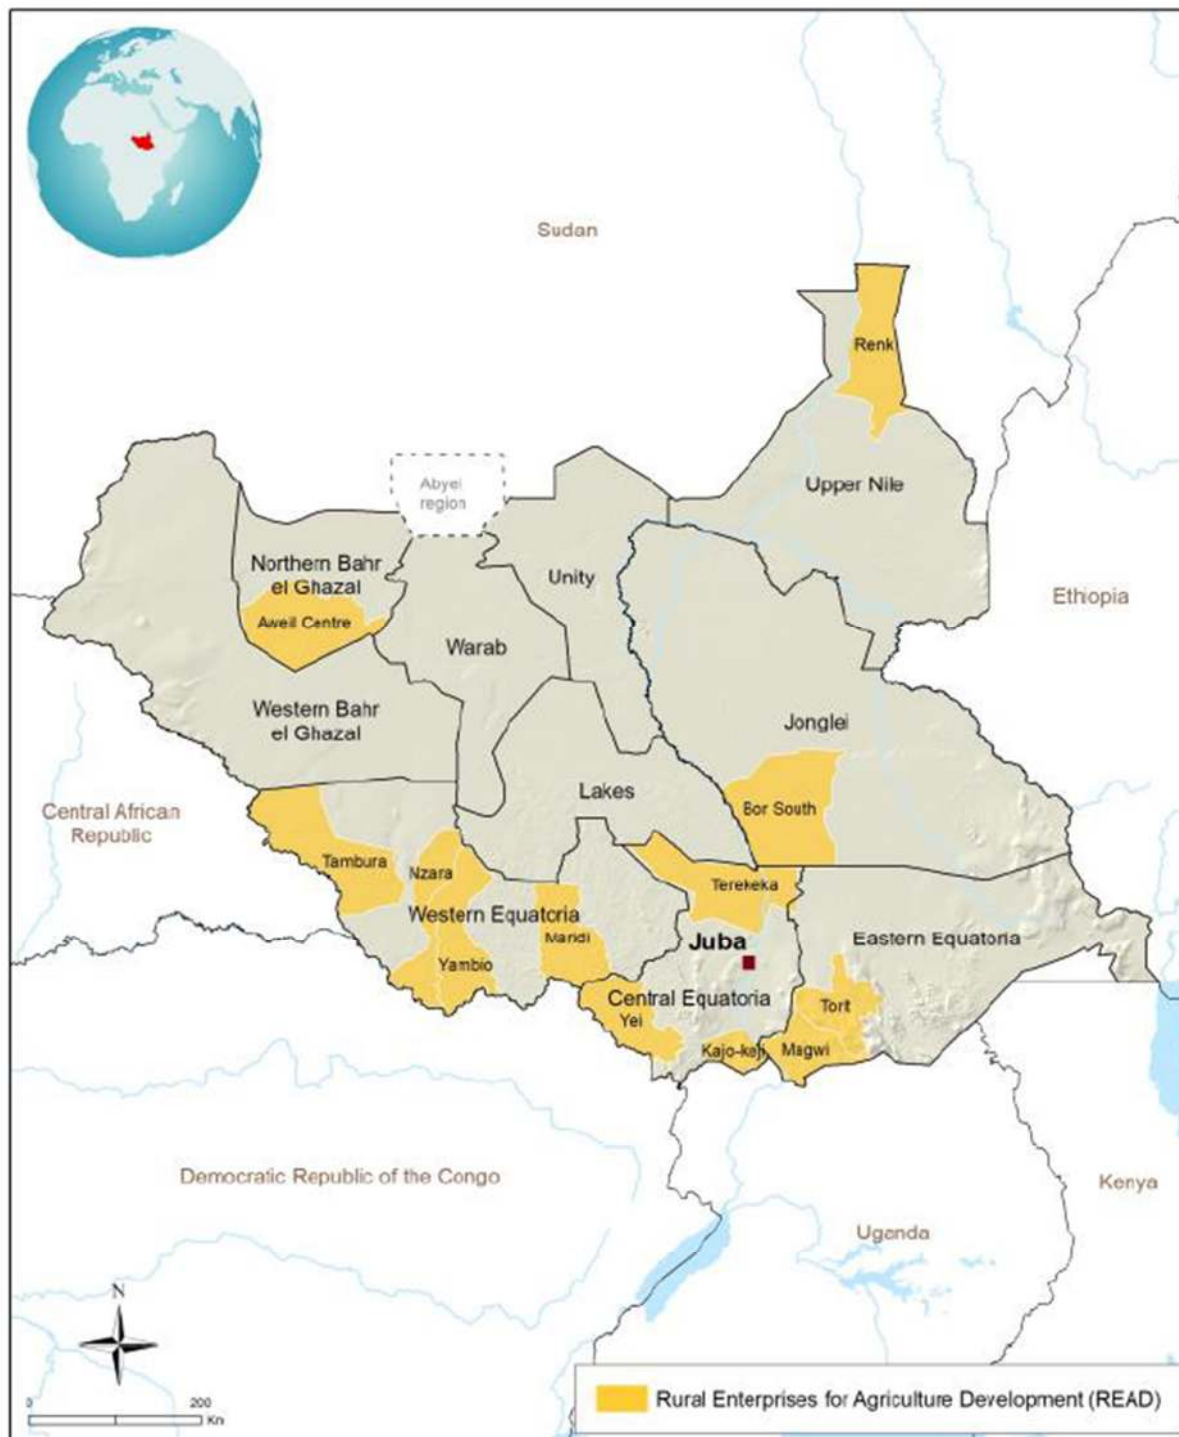 Sudan
Renk
Upper Nile
Abyei
region
Northern Bahr
el Ghazal
Unity
Ethiopia
Aweil Centre
Warab
Western Bahr
el Ghazal
Jonglei
Lakes
Bor South
Central African
Republic
Tambura
Nzara
Terekeka
Western Equatoria
Maridi
Juba
Eastern Equatoria
Yambio
Central Equatoria
Yei
Torit
Kajo-keji
Magwi
Democratic Republic of the Congo
Kenya
Uganda
N
0 200
Km
Rural Enterprises for Agriculture Development (READ)